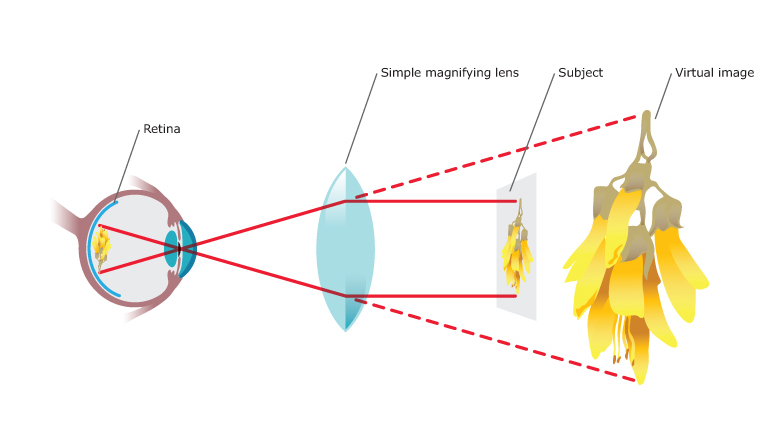 Simple magnifying lens
Subject
Virtual image
Retina